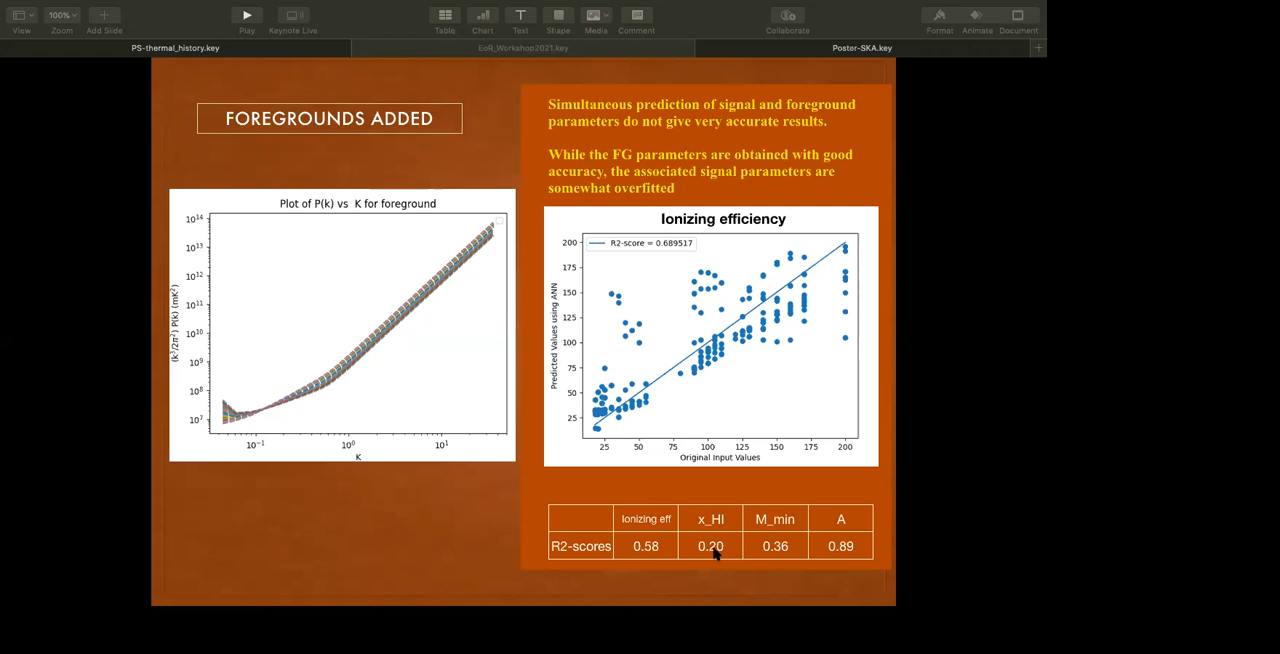 View
Zoom
Add Slide
Play
Keynote Live
Table
Chart
Text
Shape
Media
Comment
Collaborate
Format
Animate
Document
100%
PS-thermal_history.key
EoR_Workshop2021.key
Poster-SKA.key
FOREGROUNDS ADDED
Plot of P(k) vs K for foreground
(k³/2π²) P(k) (mK²)
10¹⁴
10¹³
10¹²
10¹¹
10¹⁰
10⁹
10⁸
10⁷
10⁻¹
10⁰
10¹
K
Simultaneous prediction of signal and foreground
parameters do not give very accurate results.
While the FG parameters are obtained with good
accuracy, the associated signal parameters are
somewhat overfitted
Ionizing efficiency
R2-score = 0.689517
Predicted Values using ANN
200
175
150
125
100
75
50
25
25 50 75 100 125 150 175 200
Original Input Values
Ionizing eff x_HI M_min A
R2-scores 0.58 0.20 0.36 0.89